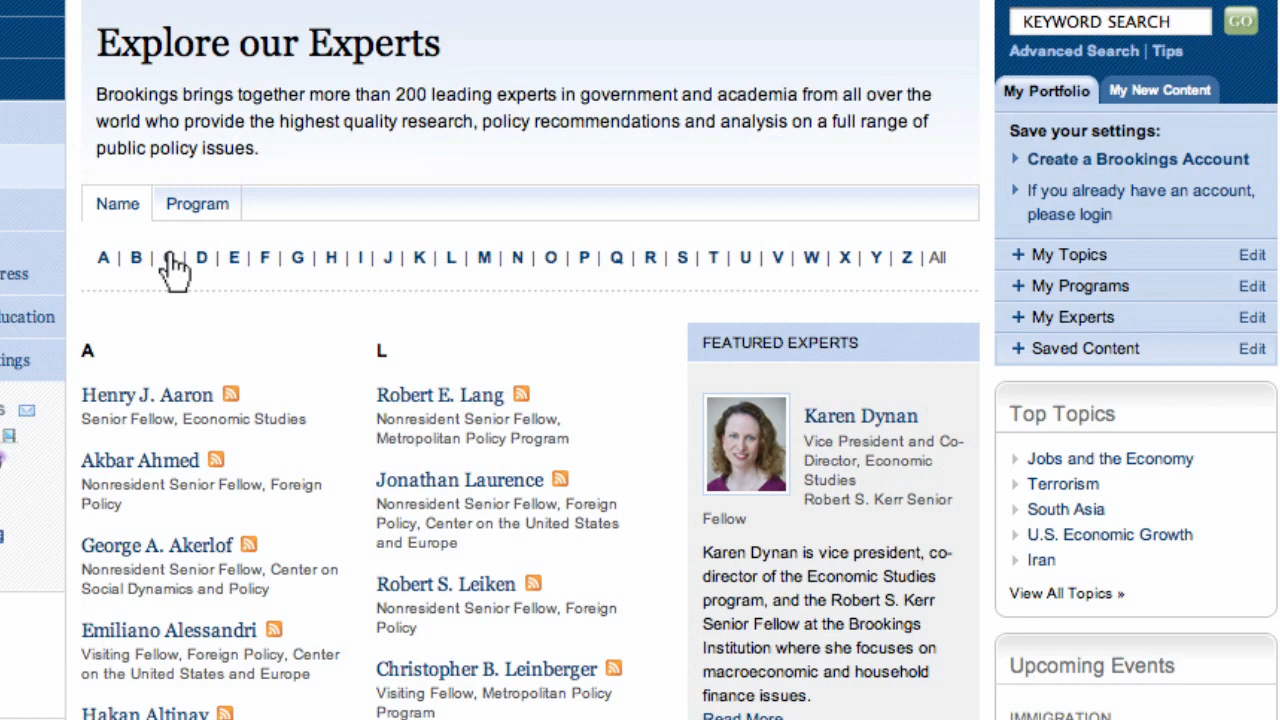 Explore our Experts
Brookings brings together more than 200 leading experts in government and academia from all over the
world who provide the highest quality research, policy recommendations and analysis on a full range of
public policy issues.
Name
Program
A | B | | D | E | F | G | H | I | J | K | L | M | N | O | P | Q | R | S | T | U | V | W | X | Y | Z | All
ress
ucation
ings
A
Henry J. Aaron
Senior Fellow, Economic Studies
Akbar Ahmed
Nonresident Senior Fellow, Foreign
Policy
George A. Akerlof
Nonresident Senior Fellow, Center on
Social Dynamics and Policy
Emiliano Alessandri
Visiting Fellow, Foreign Policy, Center
on the United States and Europe
Hakan Altinay
L
Robert E. Lang
Nonresident Senior Fellow,
Metropolitan Policy Program
Jonathan Laurence
Nonresident Senior Fellow, Foreign
Policy, Center on the United States
and Europe
Robert S. Leiken
Nonresident Senior Fellow, Foreign
Policy
Christopher B. Leinberger
Visiting Fellow, Metropolitan Policy
Program
FEATURED EXPERTS
Karen Dynan
Vice President and Co-
Director, Economic
Studies
Robert S. Kerr Senior
Fellow
Karen Dynan is vice president, co-
director of the Economic Studies
program, and the Robert S. Kerr
Senior Fellow at the Brookings
Institution where she focuses on
macroeconomic and household
finance issues.
Read More
KEYWORD SEARCH
GO
Advanced Search | Tips
My Portfolio
My New Content
Save your settings:
Create a Brookings Account
If you already have an account,
please login
+ My Topics Edit
+ My Programs Edit
+ My Experts Edit
+ Saved Content Edit
Top Topics
Jobs and the Economy
Terrorism
South Asia
U.S. Economic Growth
Iran
View All Topics »
Upcoming Events
IMMIGRATION